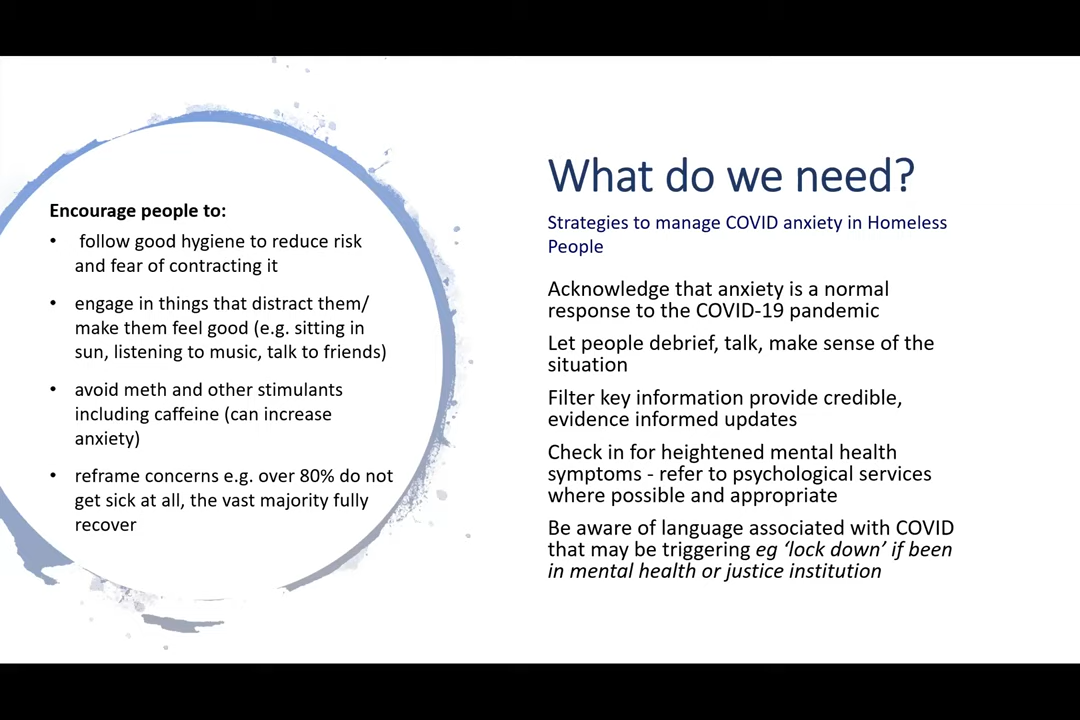 Encourage people to:
• follow good hygiene to reduce risk
and fear of contracting it
• engage in things that distract them/
make them feel good (e.g. sitting in
sun, listening to music, talk to friends)
• avoid meth and other stimulants
including caffeine (can increase
anxiety)
• reframe concerns e.g. over 80% do not
get sick at all, the vast majority fully
recover
What do we need?
Strategies to manage COVID anxiety in Homeless
People
Acknowledge that anxiety is a normal
response to the COVID-19 pandemic
Let people debrief, talk, make sense of the
situation
Filter key information provide credible,
evidence informed updates
Check in for heightened mental health
symptoms - refer to psychological services
where possible and appropriate
Be aware of language associated with COVID
that may be triggering eg ‘lock down’ if been
in mental health or justice institution